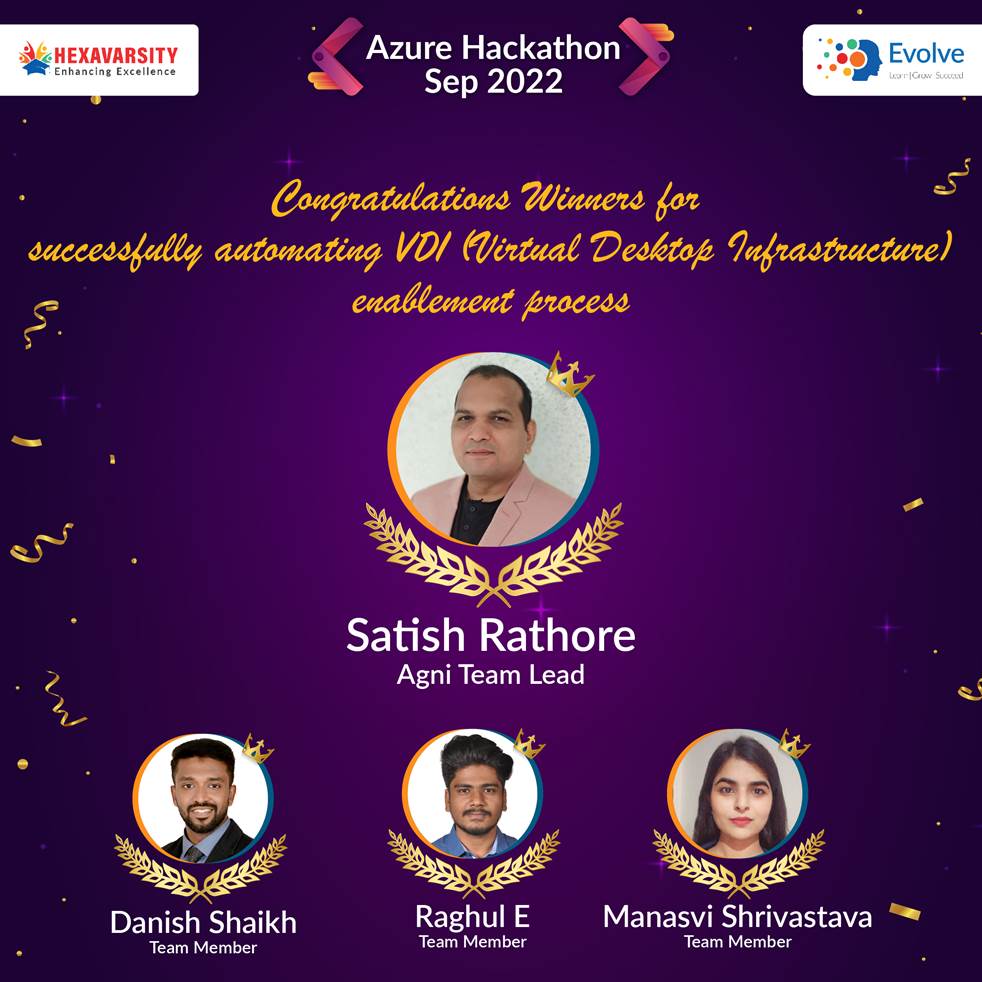 HEXAVARSITY
Enhancing Excellence
Azure Hackathon
Sep 2022
Evolve
Learn|Grow|Succeed
Congratulations Winners for
successfully automating VDI (Virtual Desktop Infrastructure)
enablement process
Satish Rathore
Agni Team Lead
Danish Shaikh
Team Member
Raghul E
Team Member
Manasvi Shrivastava
Team Member